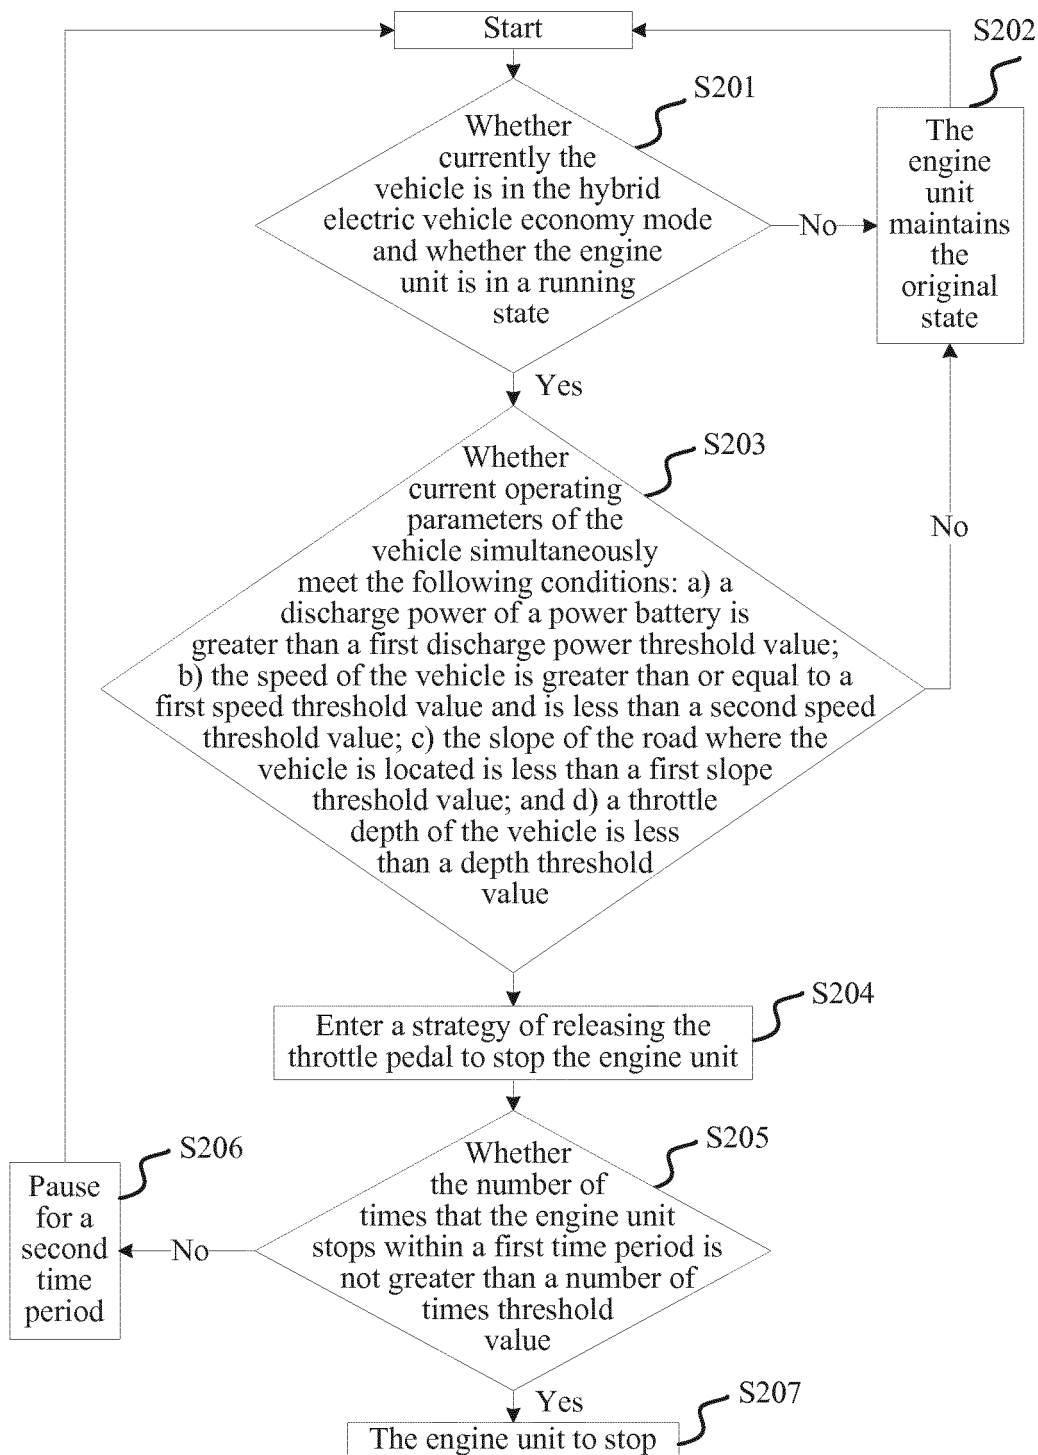 Start
S202
S201
Whether
currently the
vehicle is in the hybrid
electric vehicle economy mode
and whether the engine
unit is in a running
state
No
The
engine
unit
maintains
the
original
state
Yes
S203
Whether
current operating
parameters of the
vehicle simultaneously
meet the following conditions: a) a
discharge power of a power battery is
greater than a first discharge power threshold value;
b) the speed of the vehicle is greater than or equal to a
first speed threshold value and is less than a second speed
threshold value; c) the slope of the road where the
vehicle is located is less than a first slope
threshold value; and d) a throttle
depth of the vehicle is less
than a depth threshold
value
No
S204
Enter a strategy of releasing the
throttle pedal to stop the engine unit
S205
Whether
the number of
times that the engine unit
stops within a first time period is
not greater than a number of
times threshold
value
No
S206
Pause
for a
second
time
period
Yes
S207
The engine unit to stop